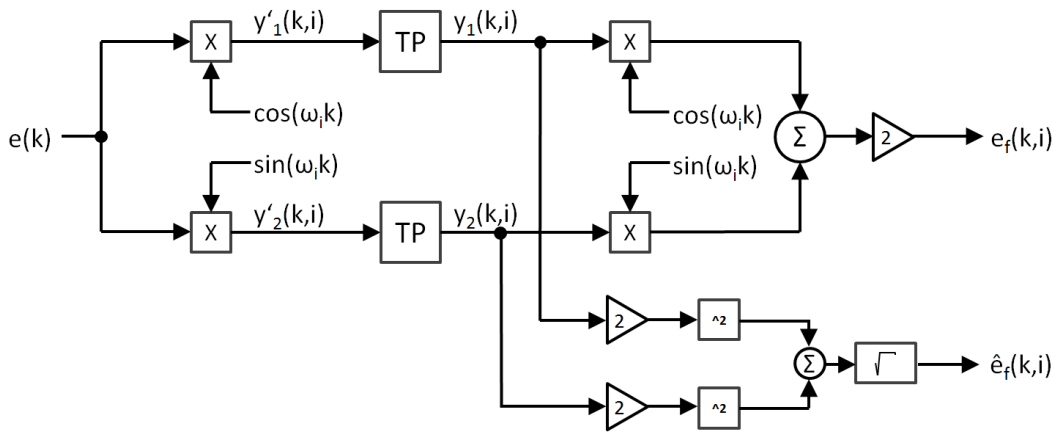 y‘₁(k,i)
y₁(k,i)
X
TP
X
cos(ωᵢk)
cos(ωᵢk)
e(k)
Σ
2
e_f(k,i)
sin(ωᵢk)
sin(ωᵢk)
y‘₂(k,i)
y₂(k,i)
X
TP
X
2
^2
Σ
√
ê_f(k,i)
2
^2